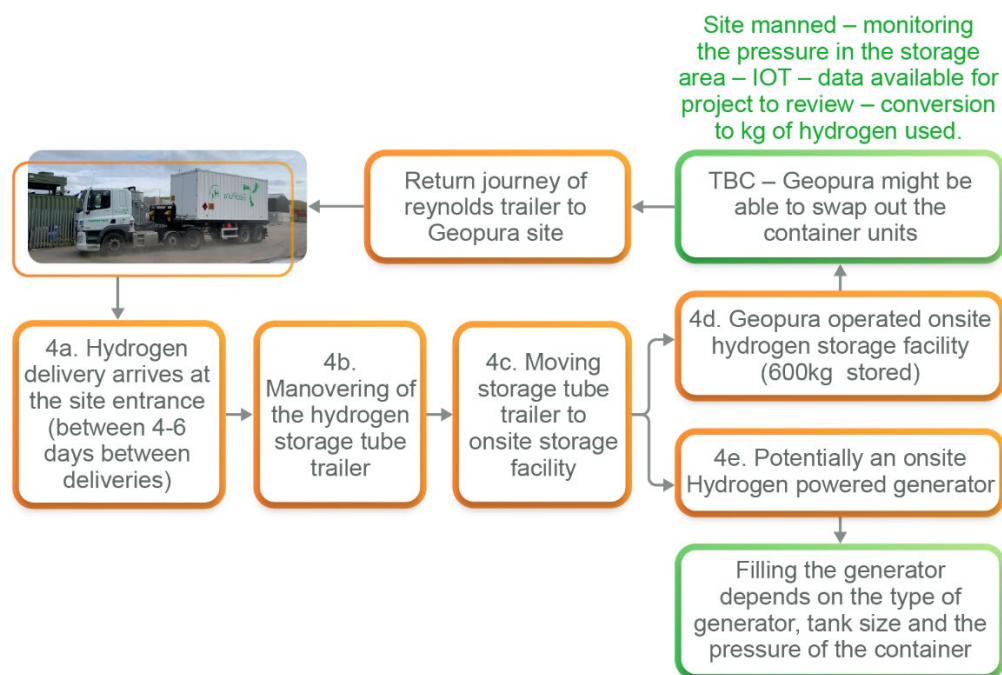 Site manned – monitoring
the pressure in the storage
area – IOT – data available for
project to review – conversion
to kg of hydrogen used.
Return journey of
reynolds trailer to
Geopura site
TBC – Geopura might be
able to swap out the
container units
4a. Hydrogen
delivery arrives at
the site entrance
(between 4-6
days between
deliveries)
4b.
Manovering of
the hydrogen
storage tube
trailer
4c. Moving
storage tube
trailer to
onsite storage
facility
4d. Geopura operated onsite
hydrogen storage facility
(600kg stored)
4e. Potentially an onsite
Hydrogen powered generator
Filling the generator
depends on the type of
generator, tank size and the
pressure of the container